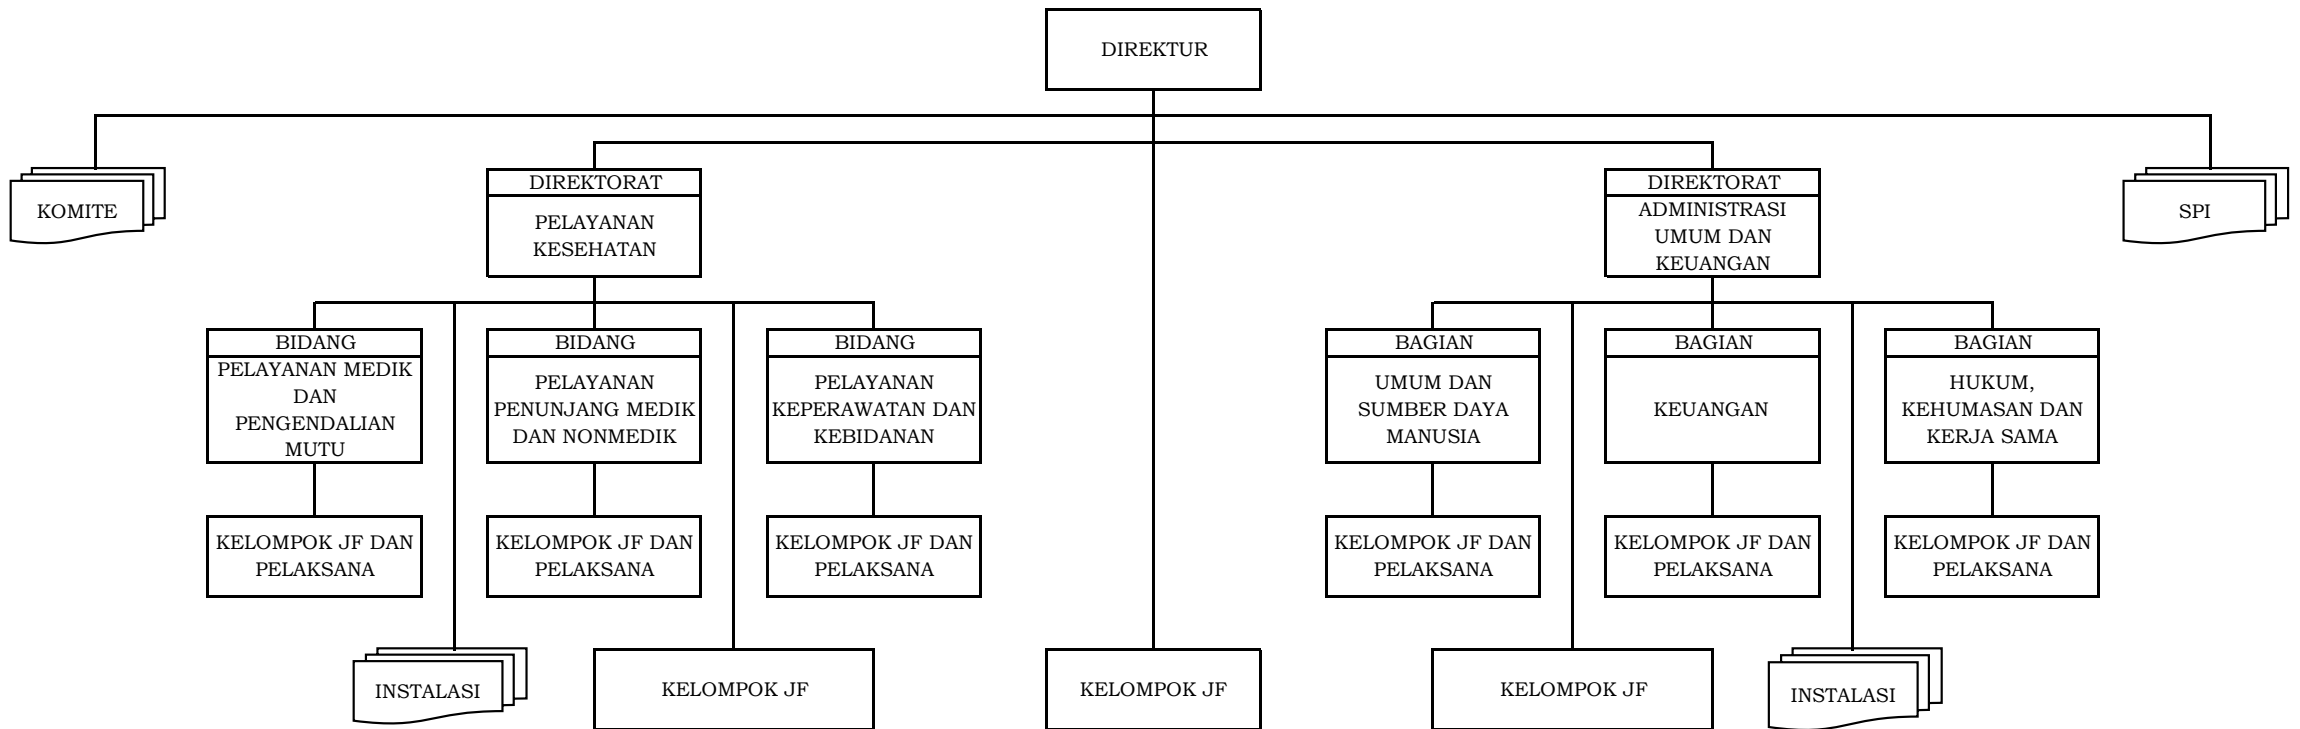 DIREKTUR
KOMITE
DIREKTORAT
PELAYANAN
KESEHATAN
DIREKTORAT
ADMINISTRASI
UMUM DAN
KEUANGAN
SPI
BIDANG
PELAYANAN MEDIK
DAN
PENGENDALIAN
MUTU
BIDANG
PELAYANAN
PENUNJANG MEDIK
DAN NONMEDIK
BIDANG
PELAYANAN
KEPERAWATAN DAN
KEBIDANAN
BAGIAN
UMUM DAN
SUMBER DAYA
MANUSIA
BAGIAN
KEUANGAN
BAGIAN
HUKUM,
KEHUMASAN DAN
KERJA SAMA
KELOMPOK JF DAN
PELAKSANA
KELOMPOK JF DAN
PELAKSANA
KELOMPOK JF DAN
PELAKSANA
KELOMPOK JF DAN
PELAKSANA
KELOMPOK JF DAN
PELAKSANA
KELOMPOK JF DAN
PELAKSANA
INSTALASI
KELOMPOK JF
KELOMPOK JF
KELOMPOK JF
INSTALASI